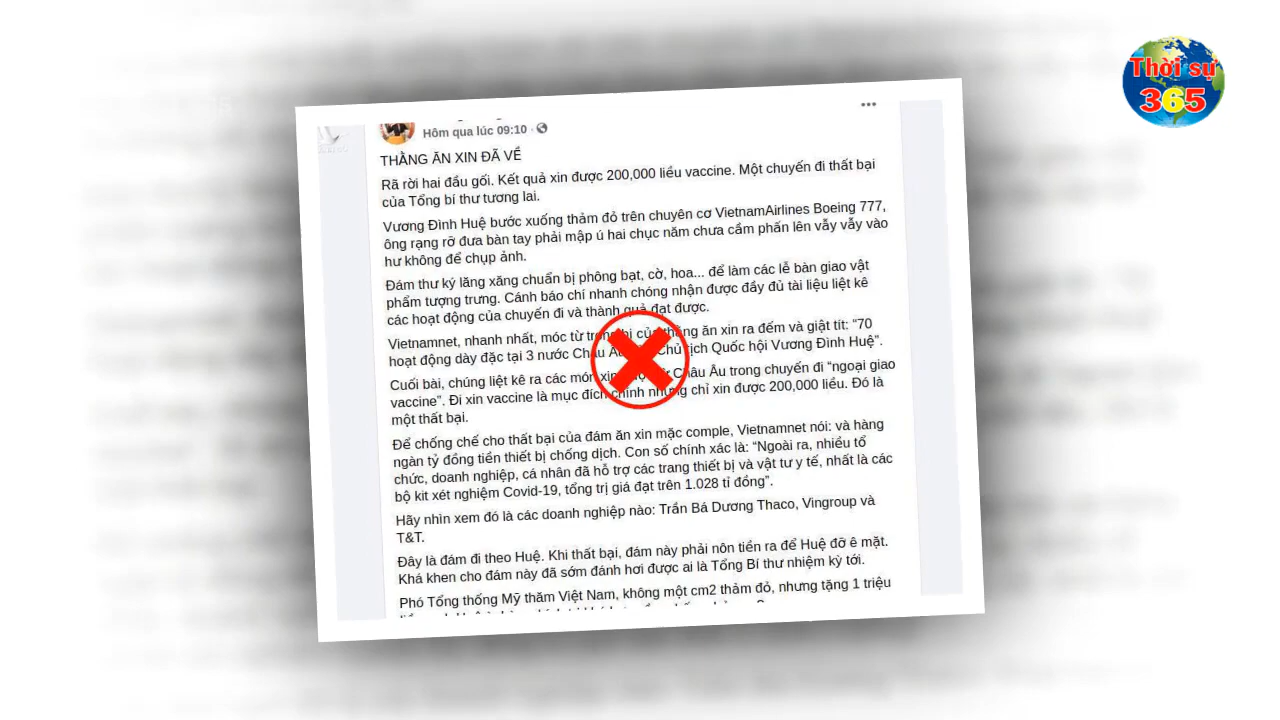 Thời sự
365
Hôm qua lúc 09:10 ·
THẰNG ĂN XIN ĐÃ VỀ
Rã rời hai đầu gối. Kết quả xin được 200,000 liều vaccine. Một chuyến đi thất bại
của Tổng bí thư tương lai.
Vương Đình Huệ bước xuống thảm đỏ trên chuyên cơ VietnamAirlines Boeing 777,
ông rạng rỡ đưa bàn tay phải mập ú hai chục năm chưa cầm phấn lên vẫy vẫy vào
hư không để chụp ảnh.
Đám thư ký lăng xăng chuẩn bị phông bạt, cờ, hoa... để làm các lễ bàn giao vật
phẩm tượng trưng. Cánh báo chí nhanh chóng nhận được đầy đủ tài liệu liệt kê
các hoạt động của chuyến đi và thành quả đạt được.
Vietnamnet, nhanh nhất, móc từ trong bị của thằng ăn xin ra đếm và giật tít: “70
hoạt động dày đặc tại 3 nước Châu Chủ tịch Quốc hội Vương Đình Huệ”.
Cuối bài, chúng liệt kê ra các món xin Châu Âu trong chuyến đi “ngoại giao
vaccine”. Đi xin vaccine là mục đích chính nhưng chỉ xin được 200,000 liều. Đó là
một thất bại.
Để chống chế cho thất bại của đám ăn xin mặc comple, Vietnamnet nói: và hàng
ngàn tỷ đồng tiền thiết bị chống dịch. Con số chính xác là: “Ngoài ra, nhiều tổ
chức, doanh nghiệp, cá nhân đã hỗ trợ các trang thiết bị và vật tư y tế, nhất là các
bộ kit xét nghiệm Covid-19, tổng trị giá đạt trên 1.028 tỉ đồng”.
Hãy nhìn xem đó là các doanh nghiệp nào: Trần Bá Dương Thaco, Vingroup và
T&T.
Đây là đám đi theo Huệ. Khi thất bại, đám này phải nôn tiền ra để Huệ đỡ ê mặt.
Khá khen cho đám này đã sớm đánh hơi được ai là Tổng Bí thư nhiệm kỳ tới.
Phó Tổng thống Mỹ thăm Việt Nam, không một cm2 thảm đỏ, nhưng tặng 1 triệu